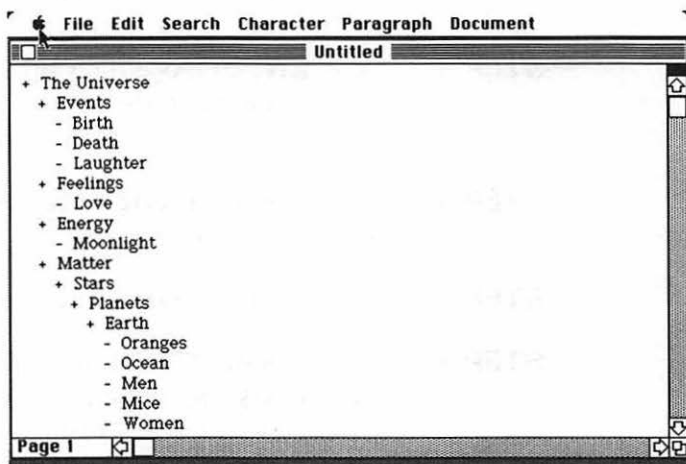 File Edit Search Character Paragraph Document
Untitled
+ The Universe
+ Events
- Birth
- Death
- Laughter
+ Feelings
- Love
+ Energy
- Moonlight
+ Matter
+ Stars
+ Planets
+ Earth
- Oranges
- Ocean
- Men
- Mice
- Women
Page 1